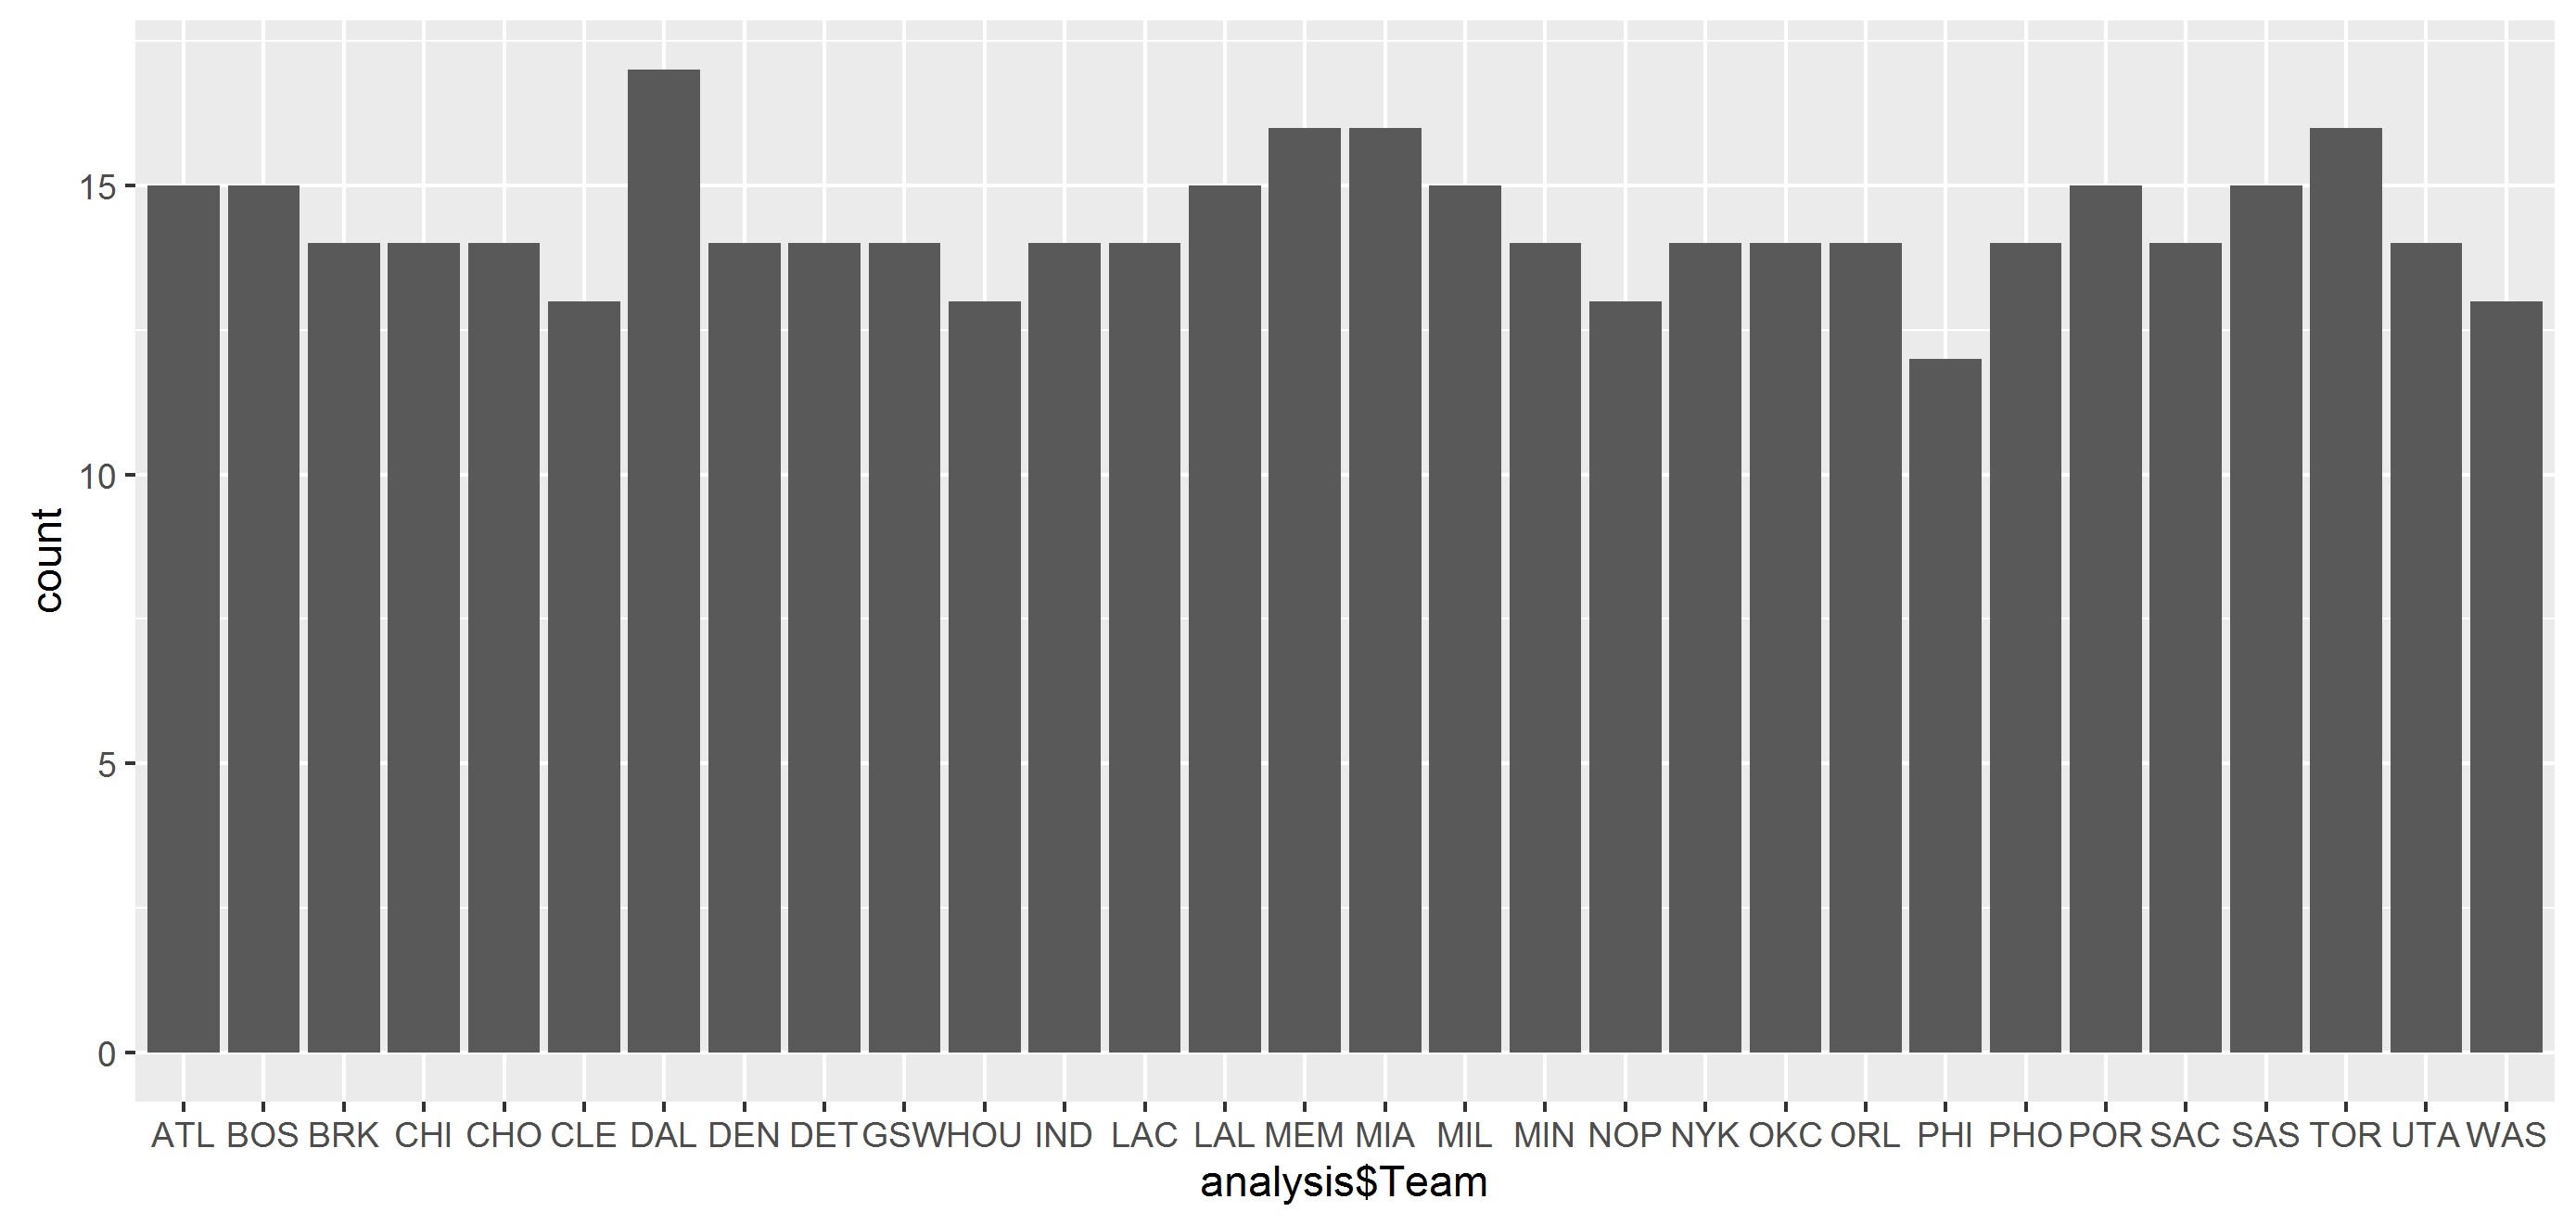 count
15
10
5
0
ATL BOS BRK CHI CHO CLE DAL DEN DET GSW HOU IND LAC LAL MEM MIA MIL MIN NOP NYK OKC ORL PHI PHO POR SAC SAS TOR UTA WAS
analysis$Team